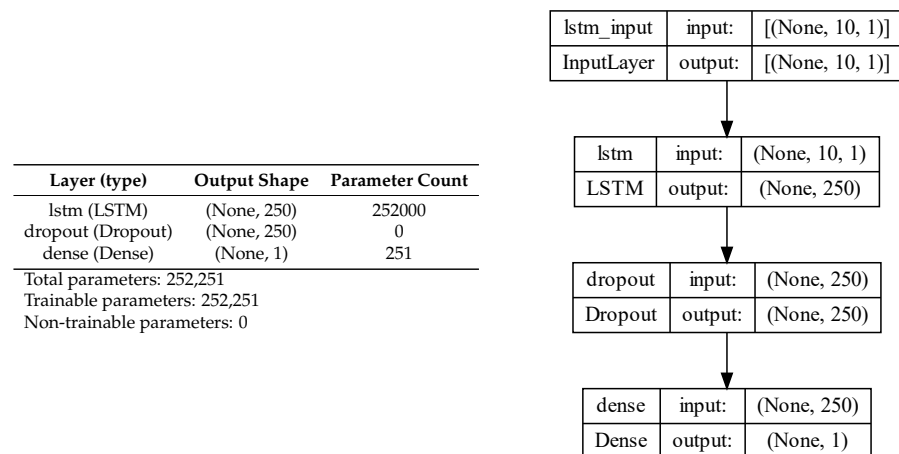 Layer (type) Output Shape Parameter Count
lstm (LSTM) (None, 250) 252000
dropout (Dropout) (None, 250) 0
dense (Dense) (None, 1) 251
Total parameters: 252,251
Trainable parameters: 252,251
Non-trainable parameters: 0
lstm_input input: [(None, 10, 1)]
InputLayer output: [(None, 10, 1)]
lstm input: (None, 10, 1)
LSTM output: (None, 250)
dropout input: (None, 250)
Dropout output: (None, 250)
dense input: (None, 250)
Dense output: (None, 1)